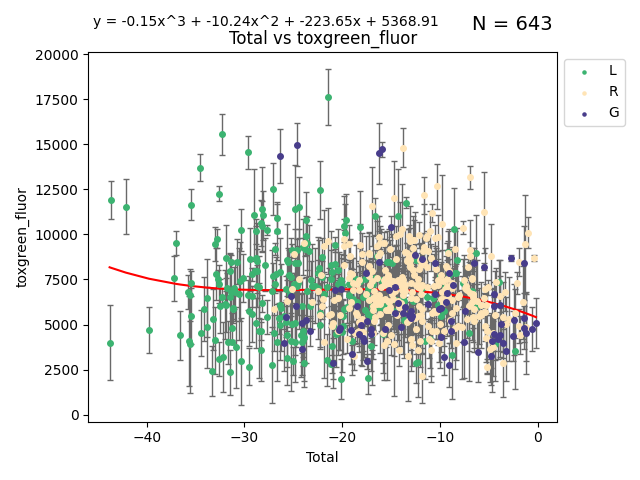 y = -0.15x^3 + -10.24x^2 + -223.65x + 5368.91
N = 643
Total vs toxgreen_fluor
20000
17500
15000
12500
10000
7500
5000
2500
0
toxgreen_fluor
−40
−30
−20
−10
0
Total
L
R
G